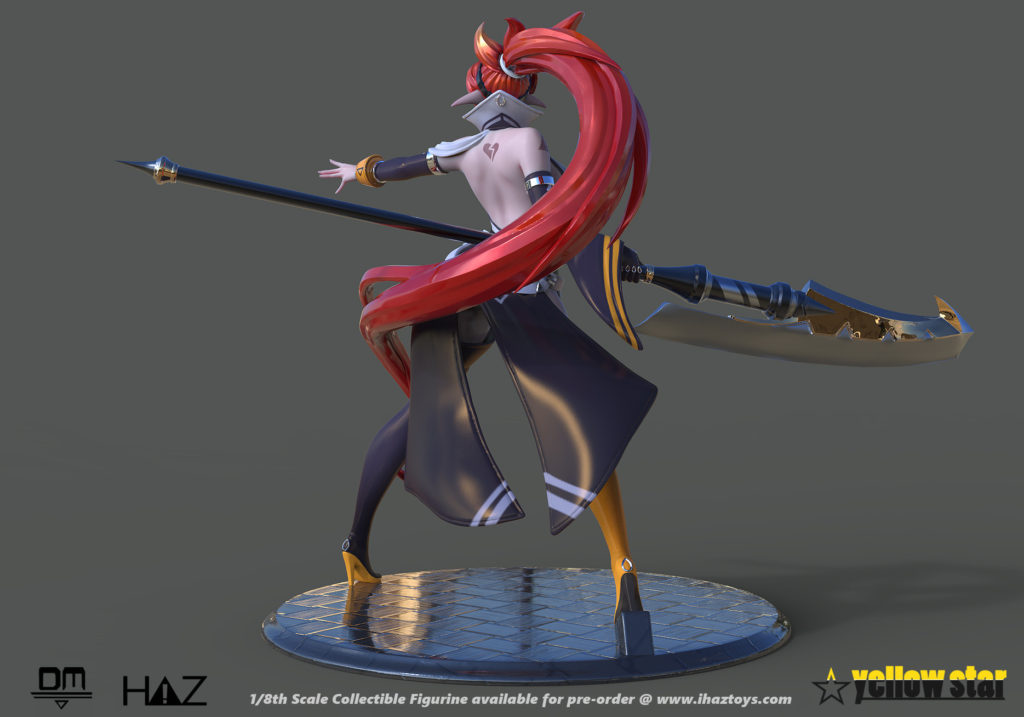 DM
HAZ
1/8th Scale Collectible Figurine available for pre-order @ www.ihaztoys.com
yellow star